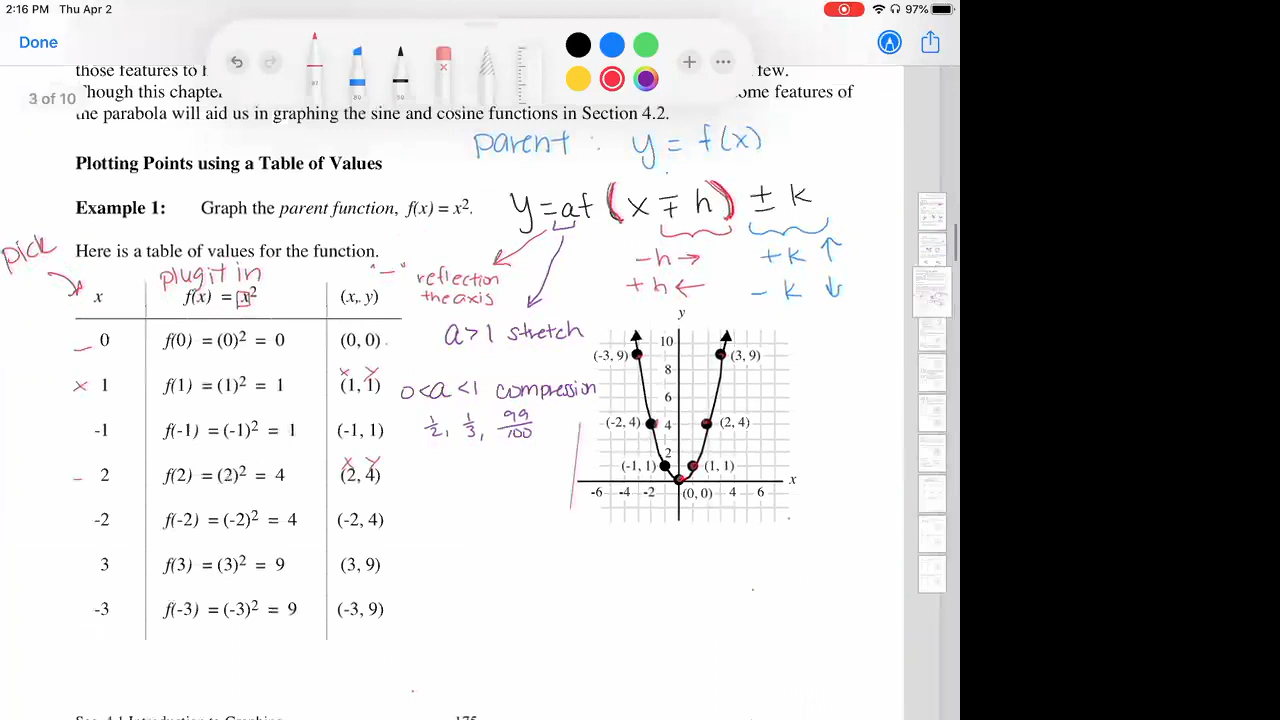 2:16 PM Thu Apr 2
97%
Done
97
80
50
those features to
few.
3 of 10
Though this chapter
ome features of
the parabola will aid us in graphing the sine and cosine functions in Section 4.2.
parent : y = f(x)
Plotting Points using a Table of Values
Example 1: Graph the parent function, f(x) = x².
y = af (x ∓ h) ± k
Here is a table of values for the function.
pick
plug it in
"−"
reflection
the axis
−h →
+h ←
+k ↑
− k ↓
x f(x) = x² (x, y)
a > 1 stretch
0 < a < 1 compression
1/2, 1/3, 99/100
0 f(0) = (0)² = 0 (0, 0)
x y
x 1 f(1) = (1)² = 1 (1, 1)
-1 f(-1) = (-1)² = 1 (-1, 1)
x y
2 f(2) = (2)² = 4 (2, 4)
-2 f(-2) = (-2)² = 4 (-2, 4)
3 f(3) = (3)² = 9 (3, 9)
-3 f(-3) = (-3)² = 9 (-3, 9)
y
10
(-3, 9) (3, 9)
8
6
(-2, 4) 4 (2, 4)
2
(-1, 1) (1, 1)
x
-6 -4 -2 (0, 0) 4 6